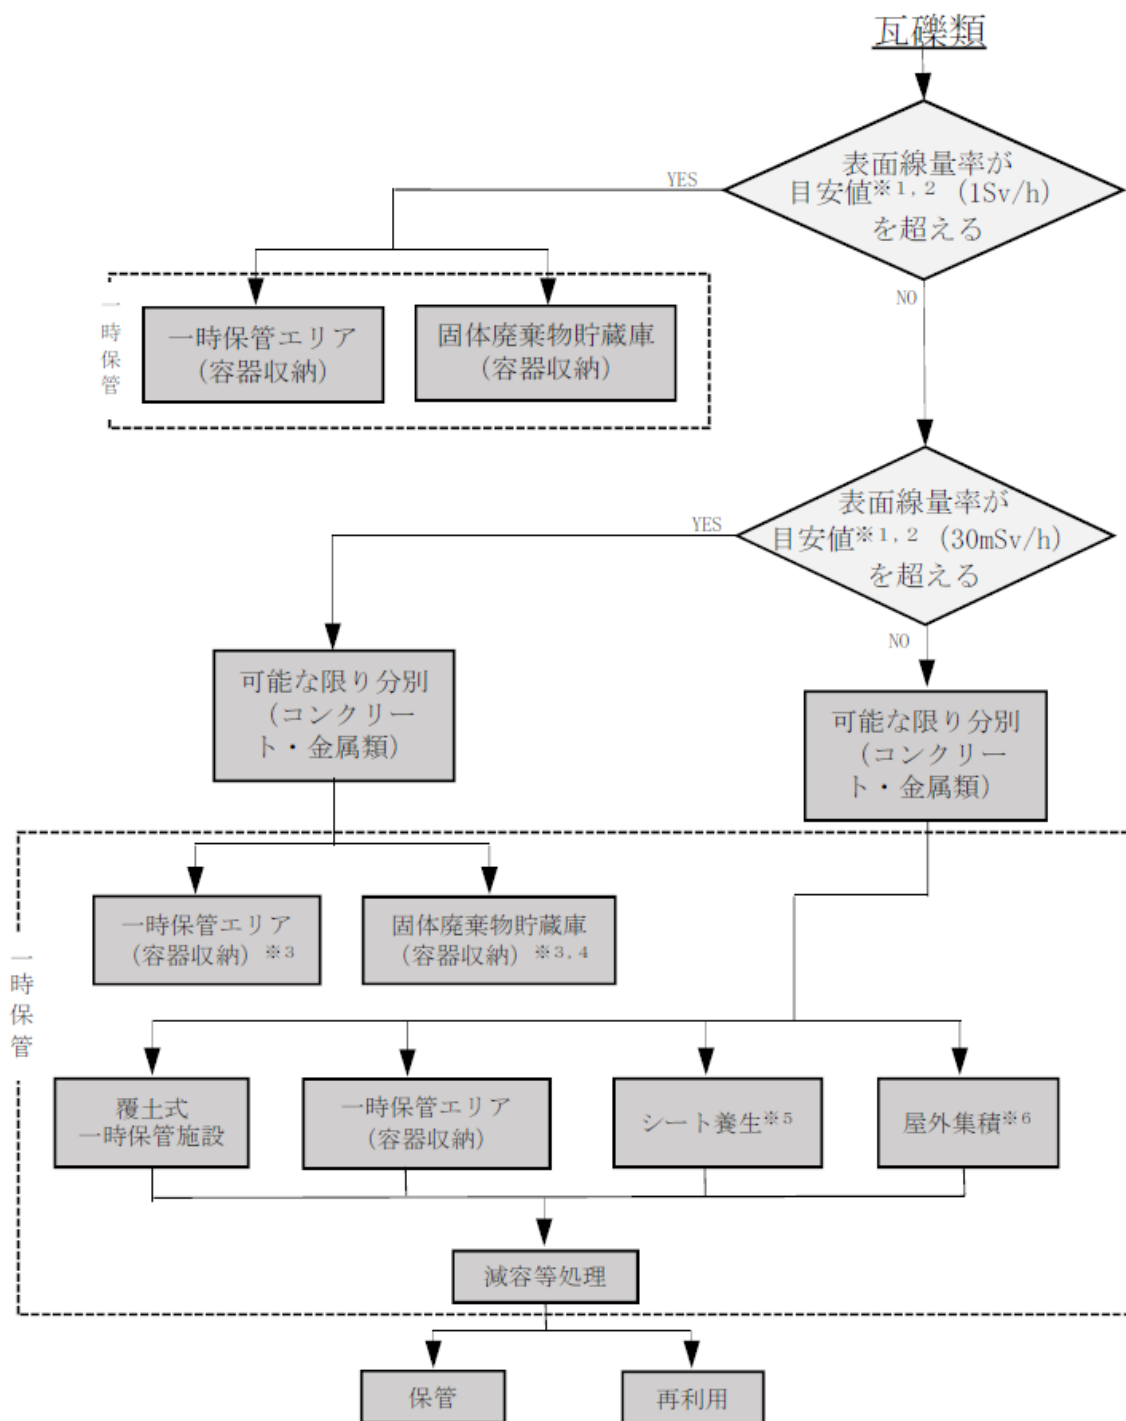 瓦礫類
表面線量率が
目安値※1,2 (1Sv/h)
を超える
YES
NO
一時保管
一時保管エリア
(容器収納)
固体廃棄物貯蔵庫
(容器収納)
表面線量率が
目安値※1,2 (30mSv/h)
を超える
YES
NO
可能な限り分別
（コンクリー
ト・金属類）
可能な限り分別
（コンクリー
ト・金属類）
一時保管
一時保管エリア
(容器収納) ※3
固体廃棄物貯蔵庫
(容器収納) ※3,4
覆土式
一時保管施設
一時保管エリア
(容器収納)
シート養生※5
屋外集積※6
減容等処理
保管
再利用